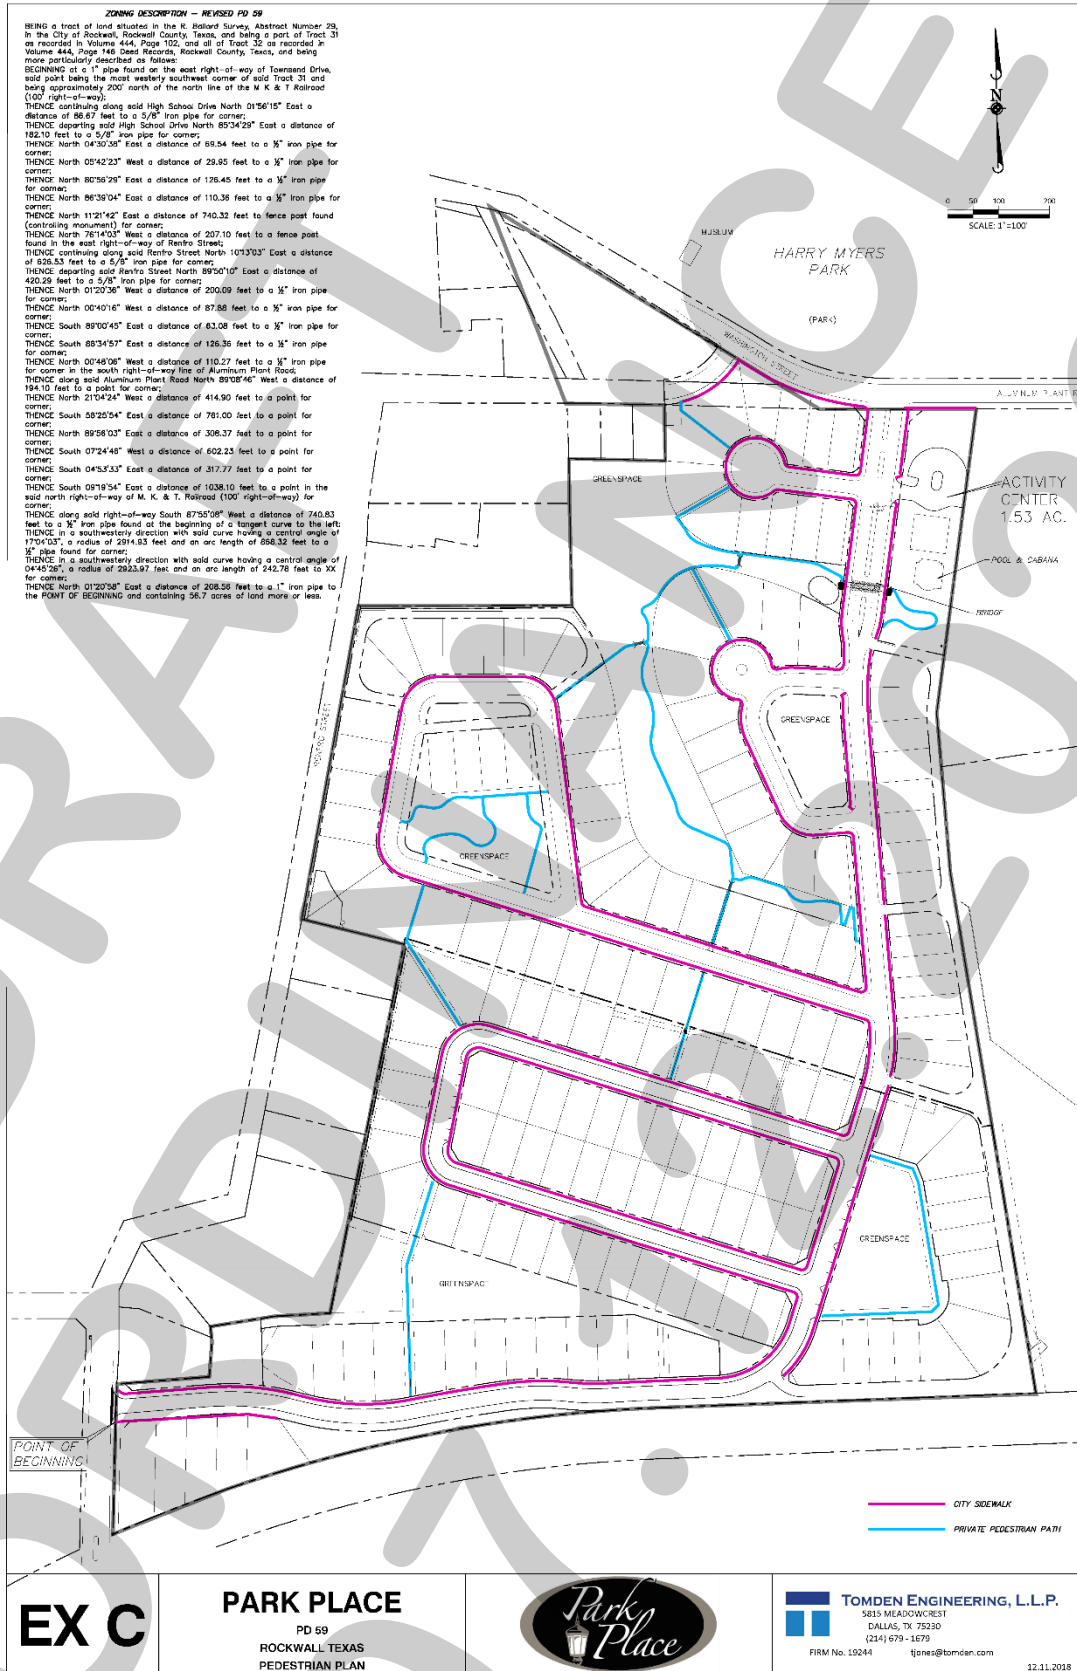 ZONING DESCRIPTION – REVISED PD 59
BEING a tract of land situated in the R. Ballard Survey, Abstract Number 29,
in the City of Rockwall, Rockwall County, Texas, and being a part of Tract 31
as recorded in Volume 444, Page 102, and all of Tract 32 as recorded in
Volume 444, Page 146 Deed Records, Rockwall County, Texas, and being
more particularly described as follows:
BEGINNING at a 1" pipe found on the east right-of-way of Townsend Drive,
said point being the most westerly southwest corner of said Tract 31 and
being approximately 200' north of the north line of the M K & T Railroad
(100' right-of-way);
THENCE continuing along said High School Drive North 01°56'15" East a
distance of 86.67 feet to a 5/8" iron pipe for corner;
THENCE departing said High School Drive North 85°34'29" East a distance of
182.10 feet to a 5/8" iron pipe for corner;
THENCE North 04°30'38" East a distance of 69.54 feet to a ½" iron pipe for
corner;
THENCE North 05°42'23" West a distance of 29.95 feet to a ½" iron pipe for
corner;
THENCE North 80°56'29" East a distance of 126.45 feet to a ½" iron pipe
for corner;
THENCE North 86°39'04" East a distance of 110.36 feet to a ½" iron pipe for
corner;
THENCE North 11°21'42" East a distance of 740.32 feet to fence post found
(controlling monument) for corner;
THENCE North 76°14'03" West a distance of 207.10 feet to a fence post
found in the east right-of-way of Renfro Street;
THENCE continuing along said Renfro Street North 10°13'03" East a distance
of 626.53 feet to a 5/8" iron pipe for corner;
THENCE departing said Renfro Street North 89°50'10" East a distance of
420.29 feet to a 5/8" iron pipe for corner;
THENCE North 01°20'36" West a distance of 200.09 feet to a ½" iron pipe
for corner;
THENCE North 00°40'16" West a distance of 87.88 feet to a ½" iron pipe for
corner;
THENCE South 89°00'45" East a distance of 63.08 feet to a ½" iron pipe for
corner;
THENCE South 88°34'57" East a distance of 126.36 feet to a ½" iron pipe
for corner;
THENCE North 00°48'06" West a distance of 110.27 feet to a ½" iron pipe
for corner in the south right-of-way line of Aluminum Plant Road;
THENCE along said Aluminum Plant Road North 89°08'46" West a distance of
194.10 feet to a point for corner;
THENCE North 21°04'24" West a distance of 414.90 feet to a point for
corner;
THENCE South 58°25'54" East a distance of 761.00 feet to a point for
corner;
THENCE North 89°56'03" East a distance of 306.37 feet to a point for
corner;
THENCE South 07°24'48" West a distance of 602.23 feet to a point for
corner;
THENCE South 04°53'33" East a distance of 317.77 feet to a point for
corner;
THENCE South 09°19'54" East a distance of 1038.10 feet to a point in the
said north right-of-way of M. K. & T. Railroad (100' right-of-way) for
corner;
THENCE along said right-of-way South 87°55'08" West a distance of 740.83
feet to a ½" iron pipe found at the beginning of a tangent curve to the left;
THENCE in a southwesterly direction with said curve having a central angle of
17°04'03", a radius of 2914.93 feet and an arc length of 868.32 feet to a
½" pipe found for corner;
THENCE in a southwesterly direction with said curve having a central angle of
04°45'26", a radius of 2923.97 feet and an arc length of 242.78 feet to XX
for corner;
THENCE North 01°20'58" East a distance of 208.56 feet to a 1" iron pipe to
the POINT OF BEGINNING and containing 56.7 acres of land more or less.
N
0 50 100 200
SCALE: 1"=100'
MUSEUM
HARRY MYERS
PARK
(PARK)
WASHINGTON STREET
ALUMINUM PLANT R
GREENSPACE
ACTIVITY
CENTER
1.53 AC.
POOL & CABANA
BRIDGE
RENFRO STREET
GREENSPACE
GREENSPACE
GREENSPACE
GREENSPAC
POINT OF
BEGINNING
CITY SIDEWALK
PRIVATE PEDESTRIAN PATH
EX C
PARK PLACE
PD 59
ROCKWALL TEXAS
PEDESTRIAN PLAN
Park
Place
TOMDEN ENGINEERING, L.L.P.
5815 MEADOWCREST
DALLAS, TX 75230
(214) 679 - 1679
FIRM No. 19244 tjones@tomden.com
12.11.2018
DRAFT
ORDINANCE